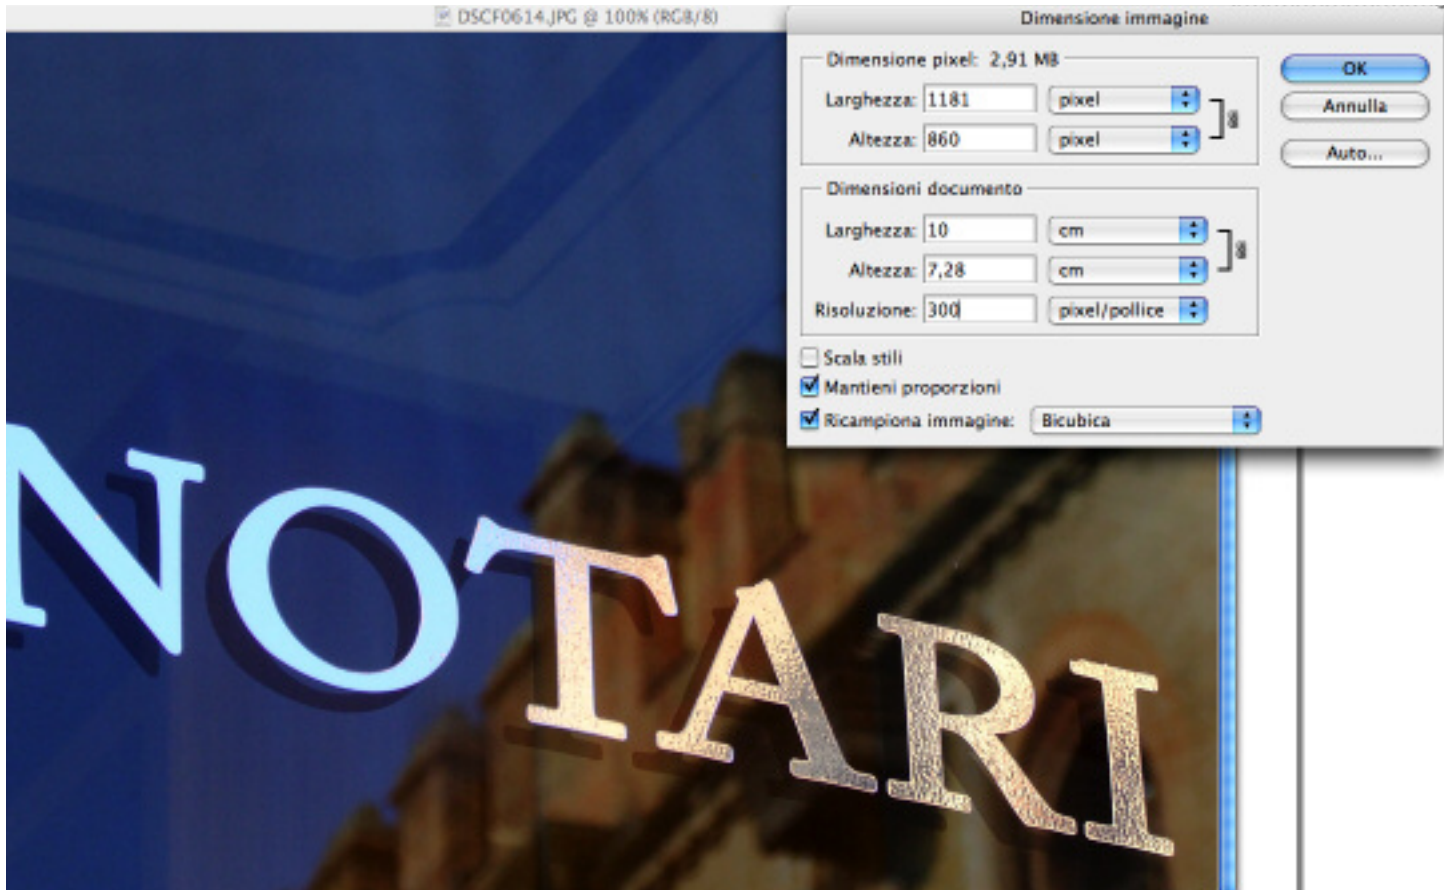 DSCF0614.JPG @ 100% (RGB/8)
Dimensione immagine
Dimensione pixel: 2,91 MB
Larghezza: 1181 pixel
Altezza: 860 pixel
Dimensioni documento
Larghezza: 10 cm
Altezza: 7,28 cm
Risoluzione: 300 pixel/pollice
Scala stili
Mantieni proporzioni
Ricampiona immagine: Bicubica
OK
Annulla
Auto...
NOTARI